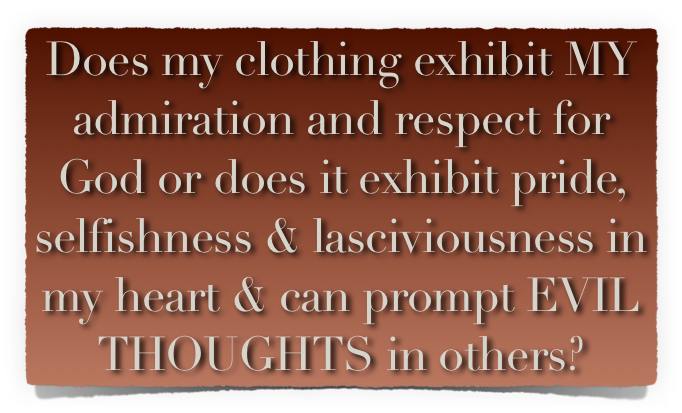 Does my clothing exhibit MY
admiration and respect for
God or does it exhibit pride,
selfishness & lasciviousness in
my heart & can prompt EVIL
THOUGHTS in others?